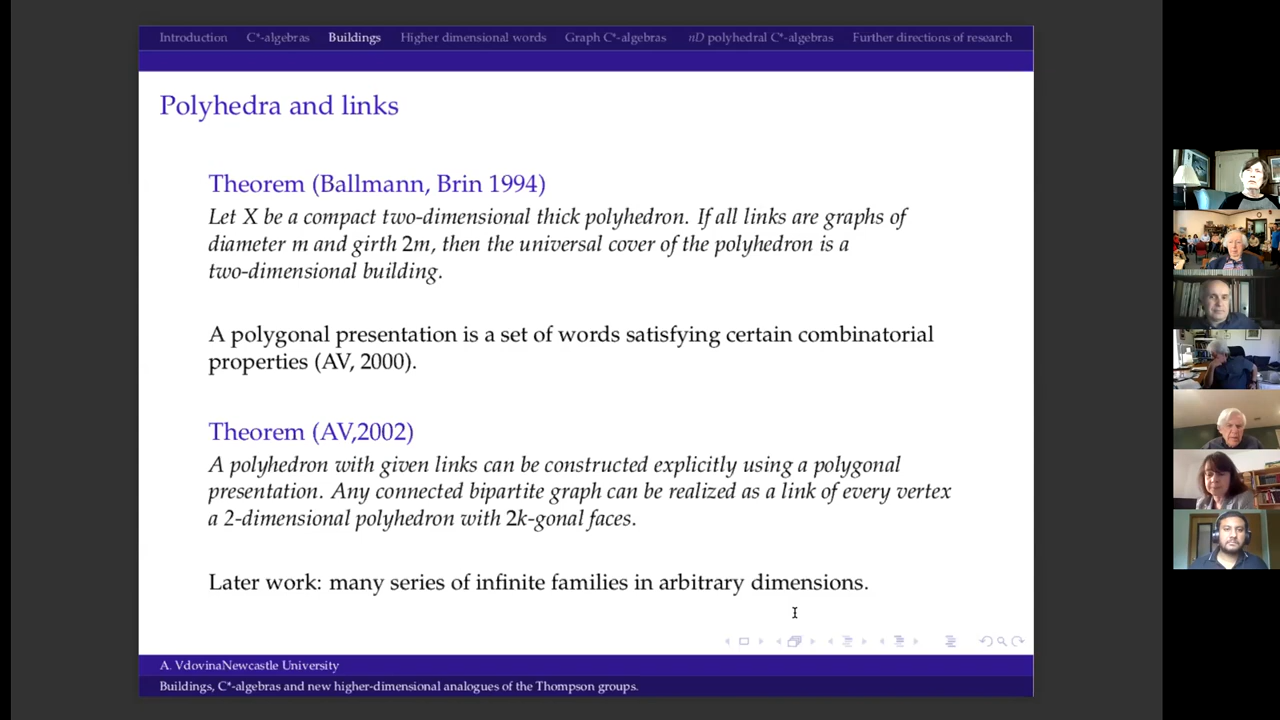 Introduction C*-algebras Buildings Higher dimensional words Graph C*-algebras nD polyhedral C*-algebras Further directions of research
Polyhedra and links
Theorem (Ballmann, Brin 1994)
Let X be a compact two-dimensional thick polyhedron. If all links are graphs of
diameter m and girth 2m, then the universal cover of the polyhedron is a
two-dimensional building.
A polygonal presentation is a set of words satisfying certain combinatorial
properties (AV, 2000).
Theorem (AV,2002)
A polyhedron with given links can be constructed explicitly using a polygonal
presentation. Any connected bipartite graph can be realized as a link of every vertex
a 2-dimensional polyhedron with 2k-gonal faces.
Later work: many series of infinite families in arbitrary dimensions.
A. VdovinaNewcastle University
Buildings, C*-algebras and new higher-dimensional analogues of the Thompson groups.